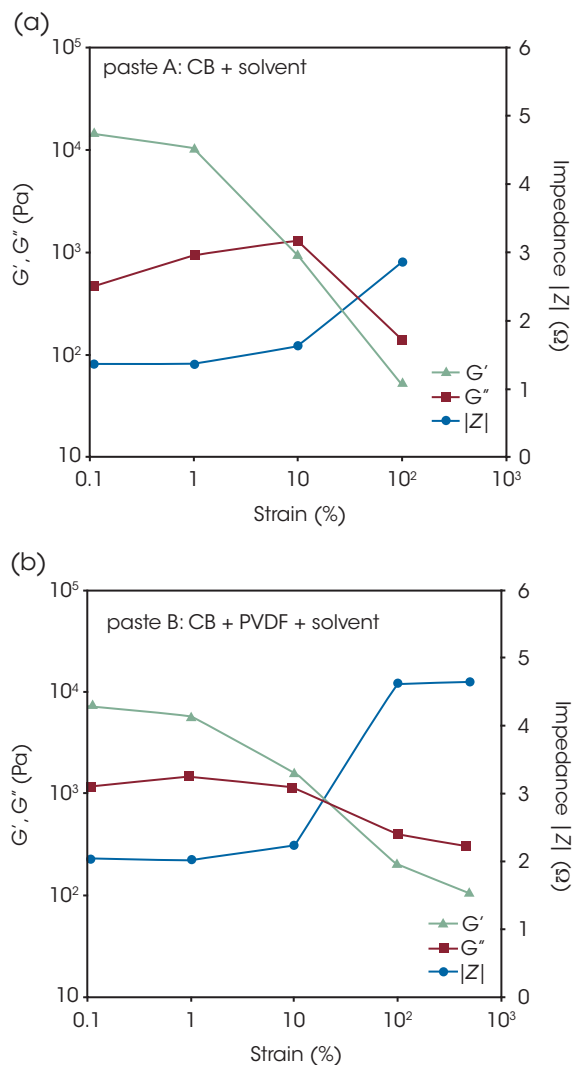 (a)
paste A: CB + solvent
10⁵
10⁴
10³
10²
10
G′, G″ (Pa)
6
5
4
3
2
1
0
Impedance |Z| (Ω)
G′
G″
|Z|
0.1 1 10 10² 10³
Strain (%)
(b)
paste B: CB + PVDF + solvent
10⁵
10⁴
10³
10²
10
G′, G″ (Pa)
6
5
4
3
2
1
0
Impedance |Z| (Ω)
G′
G″
|Z|
0.1 1 10 10² 10³
Strain (%)